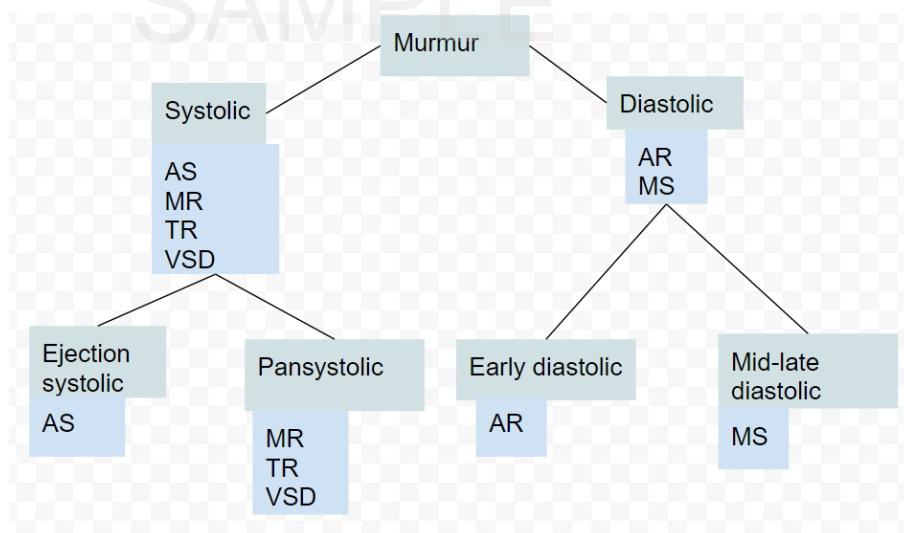 SAMPLE
Murmur
Systolic
AS
MR
TR
VSD
Diastolic
AR
MS
Ejection
systolic
AS
Pansystolic
MR
TR
VSD
Early diastolic
AR
Mid-late
diastolic
MS